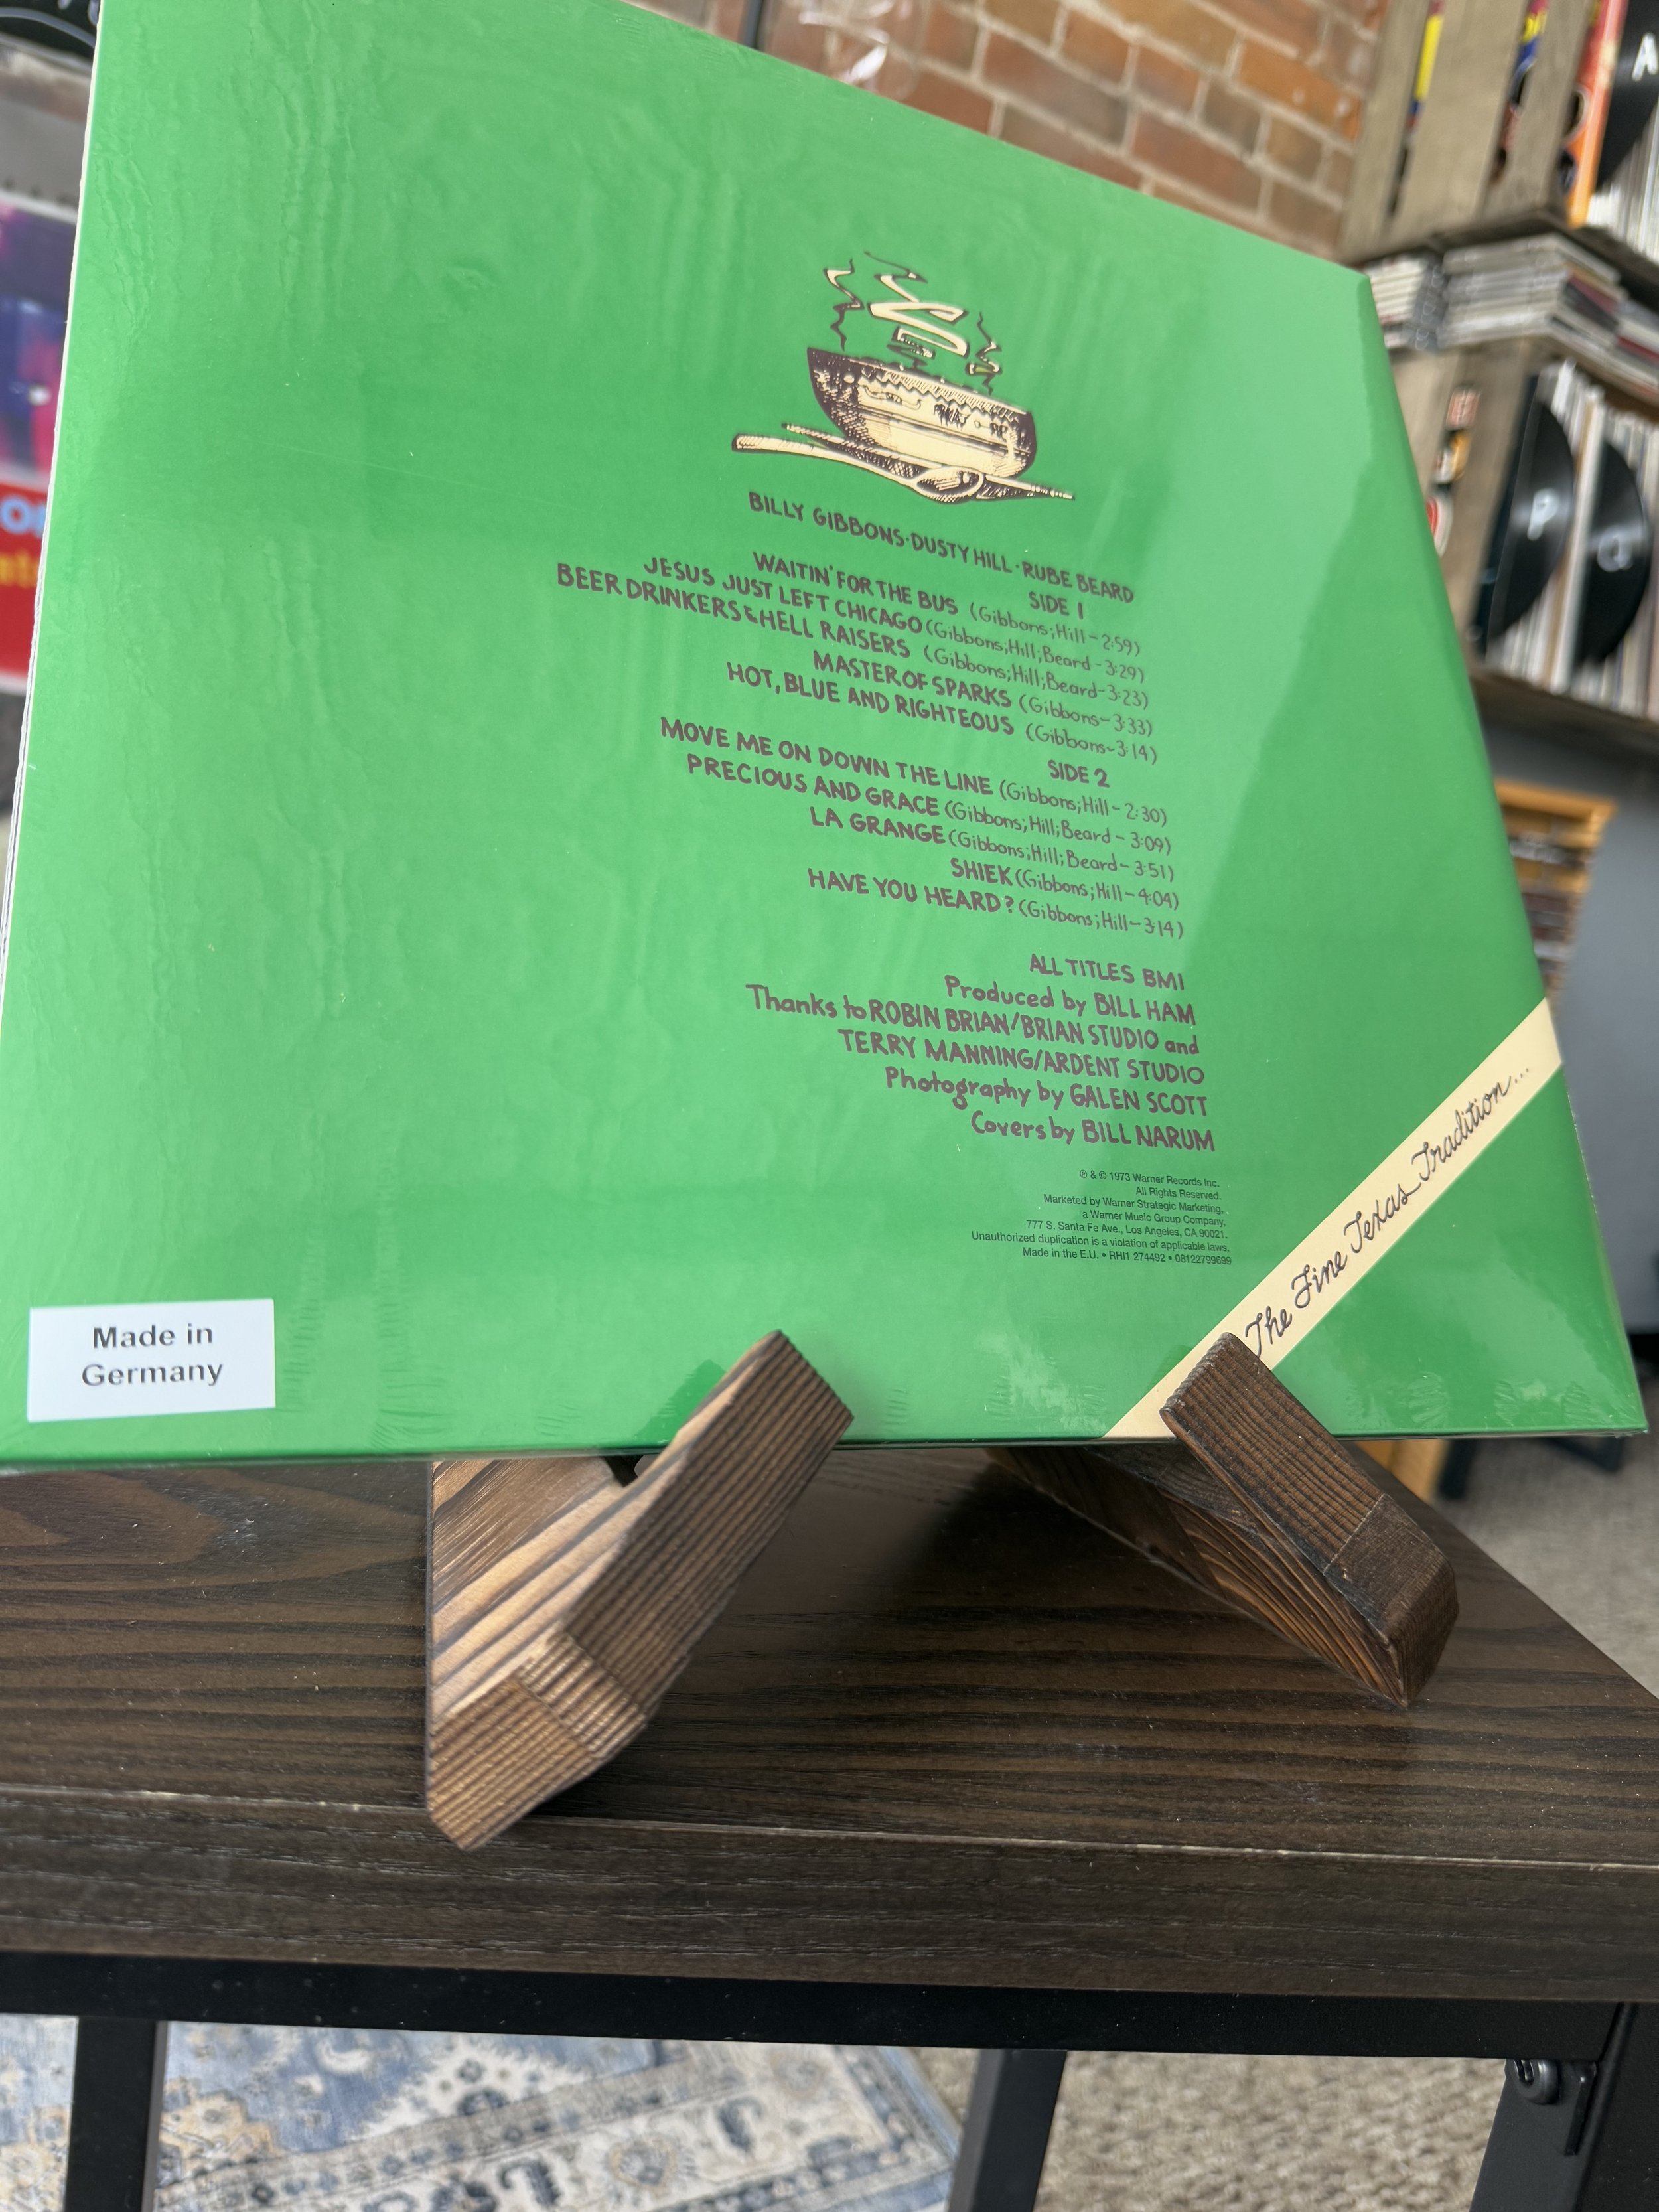 BILLY GIBBONS·DUSTY HILL·RUBE BEARD
SIDE 1
WAITIN' FOR THE BUS (Gibbons;Hill-2:59)
JESUS JUST LEFT CHICAGO (Gibbons;Hill;Beard-3:29)
BEER DRINKERS & HELL RAISERS (Gibbons;Hill;Beard-3:23)
MASTER OF SPARKS (Gibbons-3:33)
HOT, BLUE AND RIGHTEOUS (Gibbons-3:14)
SIDE 2
MOVE ME ON DOWN THE LINE (Gibbons;Hill-2:30)
PRECIOUS AND GRACE (Gibbons;Hill;Beard-3:09)
LA GRANGE (Gibbons;Hill;Beard-3:51)
SHIEK (Gibbons;Hill-4:04)
HAVE YOU HEARD? (Gibbons;Hill-3:14)
ALL TITLES BMI
Produced by BILL HAM
Thanks to ROBIN BRIAN/BRIAN STUDIO and
TERRY MANNING/ARDENT STUDIO
Photography by GALEN SCOTT
Covers by BILL NARUM
℗ & © 1973 Warner Records Inc.
All Rights Reserved.
Marketed by Warner Strategic Marketing,
a Warner Music Group Company,
777 S. Santa Fe Ave., Los Angeles, CA 90021.
Unauthorized duplication is a violation of applicable laws.
Made in the E.U. • RHI1 274492 • 08122799699
The Fine Texas Tradition...
Made in
Germany
A
P